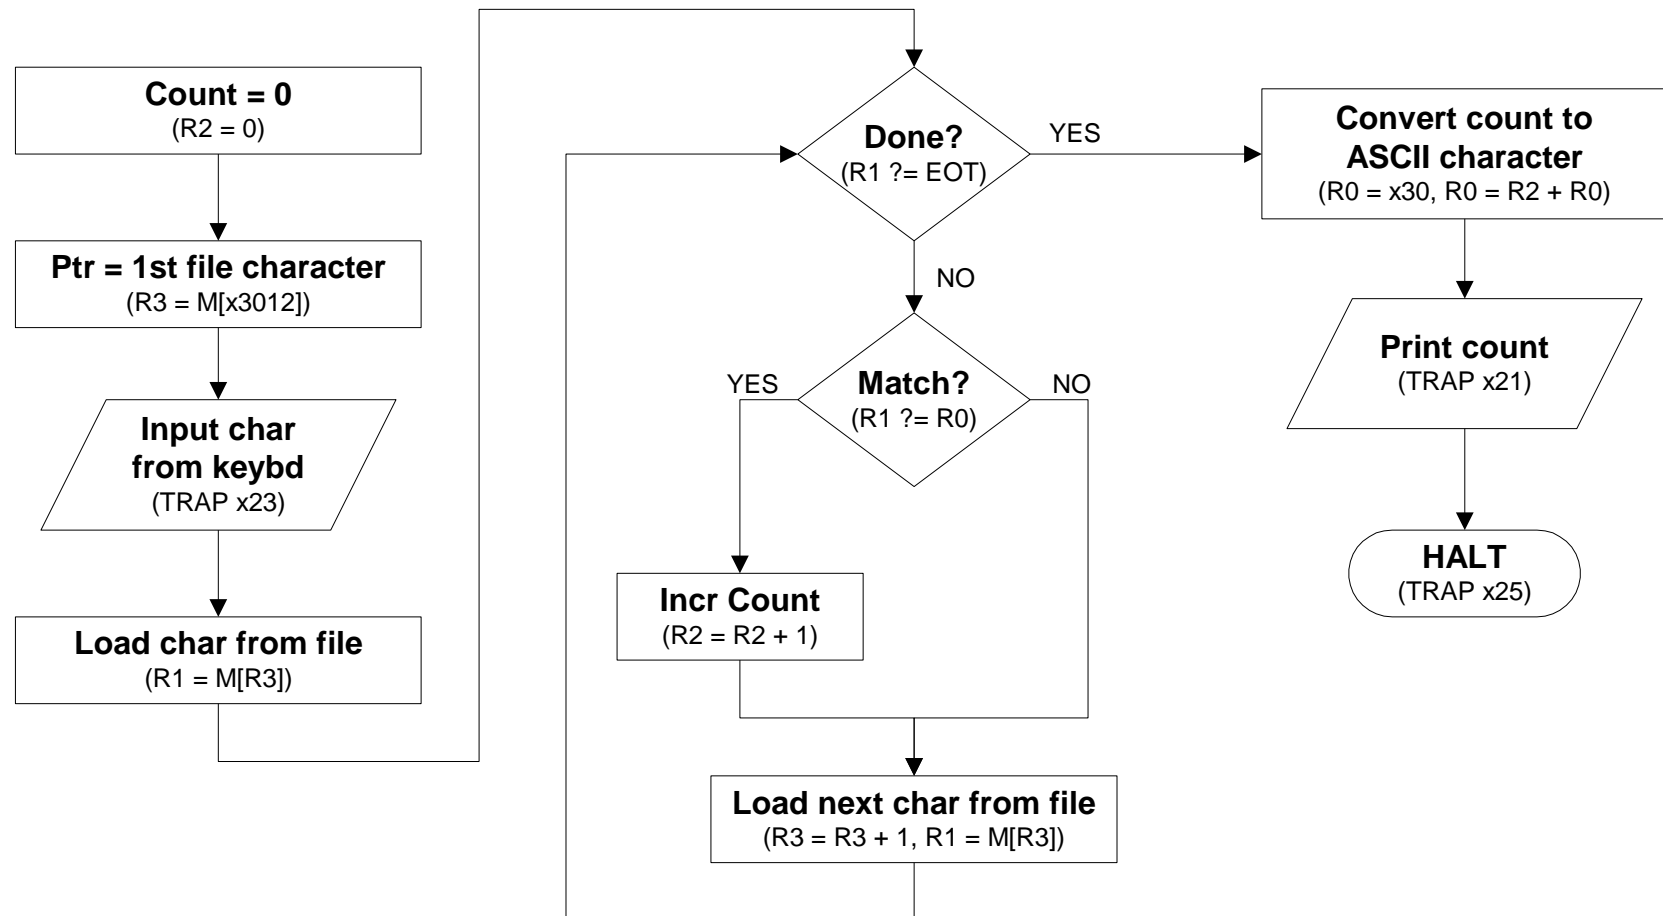 Count = 0
(R2 = 0)
Ptr = 1st file character
(R3 = M[x3012])
Input char
from keybd
(TRAP x23)
Load char from file
(R1 = M[R3])
Done?
(R1 ?= EOT)
YES
NO
Match?
(R1 ?= R0)
YES
NO
Incr Count
(R2 = R2 + 1)
Load next char from file
(R3 = R3 + 1, R1 = M[R3])
Convert count to
ASCII character
(R0 = x30, R0 = R2 + R0)
Print count
(TRAP x21)
HALT
(TRAP x25)